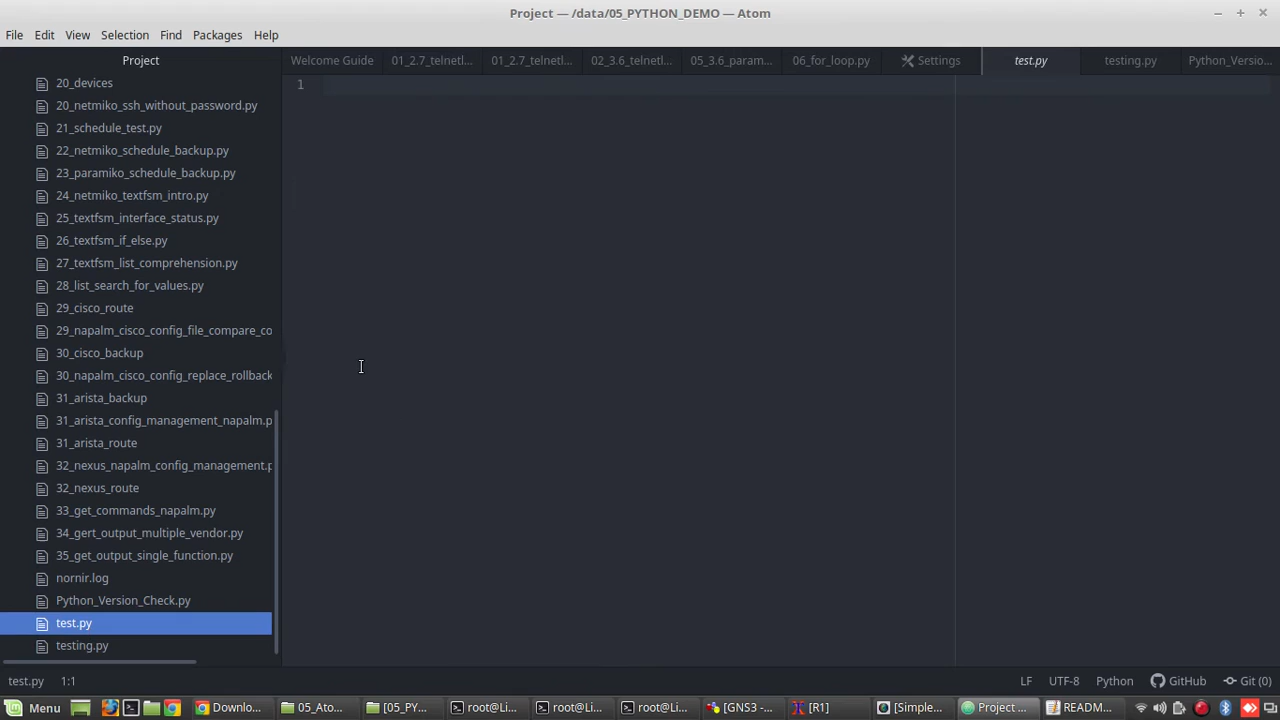 Project — /data/05_PYTHON_DEMO — Atom
File Edit View Selection Find Packages Help
Project
Welcome Guide 01_2.7_telnetl... 01_2.7_telnetl... 02_3.6_telnetl... 05_3.6_param... 06_for_loop.py Settings test.py testing.py Python_Versio...
1
20_devices
20_netmiko_ssh_without_password.py
21_schedule_test.py
22_netmiko_schedule_backup.py
23_paramiko_schedule_backup.py
24_netmiko_textfsm_intro.py
25_textfsm_interface_status.py
26_textfsm_if_else.py
27_textfsm_list_comprehension.py
28_list_search_for_values.py
29_cisco_route
29_napalm_cisco_config_file_compare_co
30_cisco_backup
30_napalm_cisco_config_replace_rollback
31_arista_backup
31_arista_config_management_napalm.p
31_arista_route
32_nexus_napalm_config_management.p
32_nexus_route
33_get_commands_napalm.py
34_gert_output_multiple_vendor.py
35_get_output_single_function.py
nornir.log
Python_Version_Check.py
test.py
testing.py
test.py 1:1 LF UTF-8 Python GitHub Git (0)
Menu Downlo... 05_Ato... [05_PY... root@Li... root@Li... root@Li... [GNS3 -... [R1] [Simple... Project ... READM...